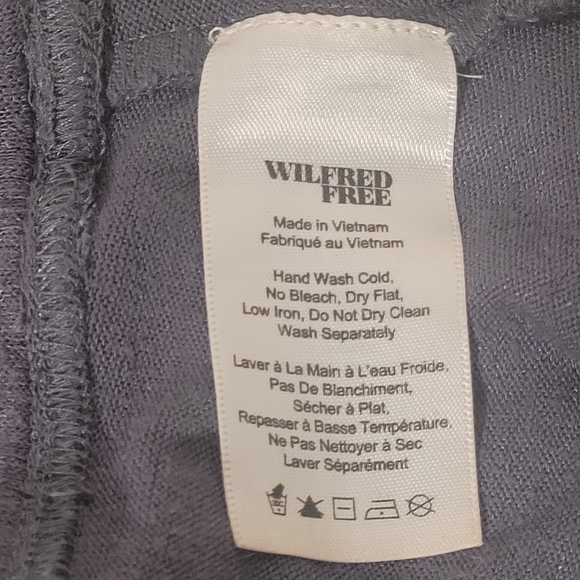 WILFRED
FREE
Made in Vietnam
Fabriqué au Vietnam
Hand Wash Cold,
No Bleach, Dry Flat,
Low Iron, Do Not Dry Clean
Wash Separately
Laver à La Main à L'eau Froide,
Pas De Blanchiment,
Sécher à Plat,
Repasser à Basse Température,
Ne Pas Nettoyer à Sec
Laver Séparément